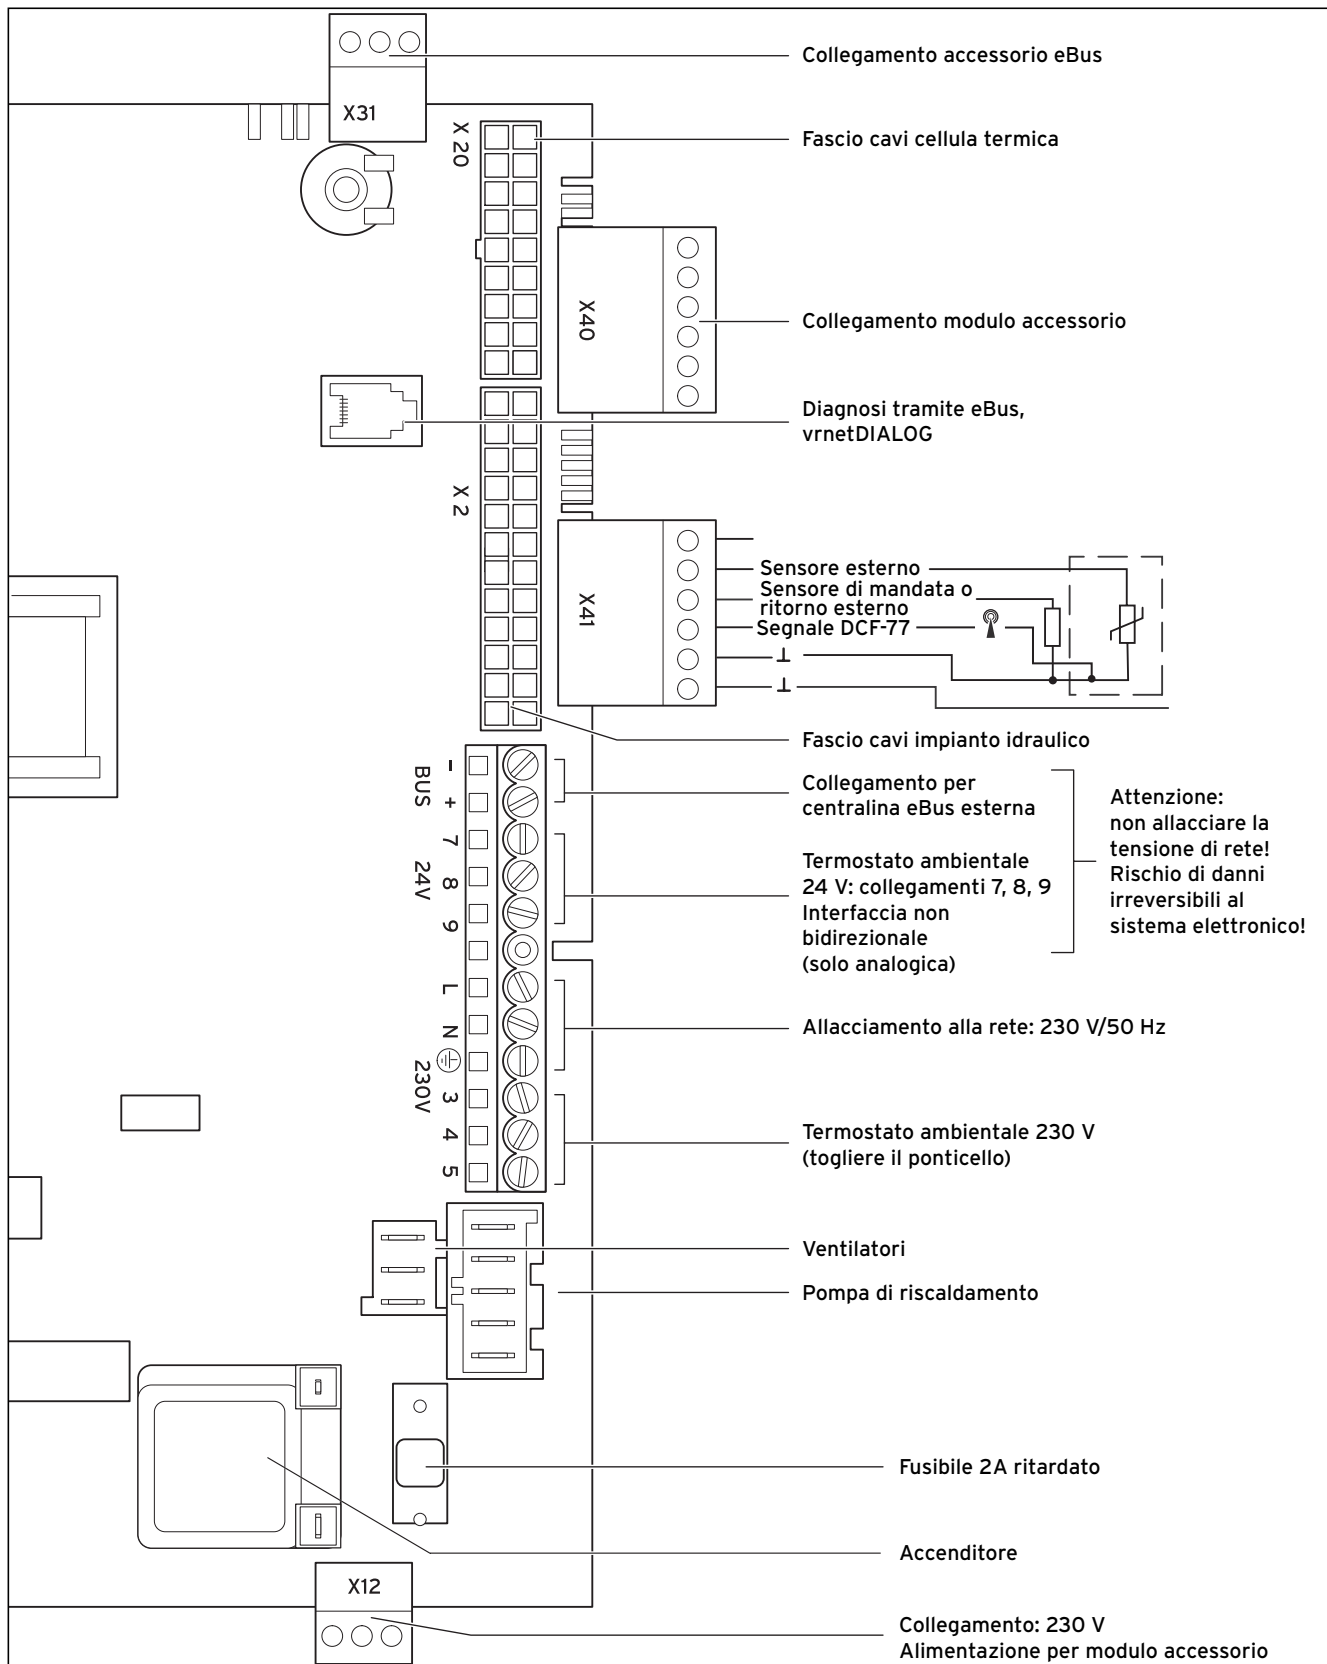 Collegamento accessorio eBus
X31
X 20
Fascio cavi cellula termica
X40
Collegamento modulo accessorio
Diagnosi tramite eBus,
vrnetDIALOG
X 2
X41
Sensore esterno
Sensore di mandata o
ritorno esterno
Segnale DCF-77
Fascio cavi impianto idraulico
BUS
-
+
Collegamento per
centralina eBus esterna
24V
7
8
9
Termostato ambientale
24 V: collegamenti 7, 8, 9
Interfaccia non
bidirezionale
(solo analogica)
Attenzione:
non allacciare la
tensione di rete!
Rischio di danni
irreversibili al
sistema elettronico!
L
N
Allacciamento alla rete: 230 V/50 Hz
230V
3
4
5
Termostato ambientale 230 V
(togliere il ponticello)
Ventilatori
Pompa di riscaldamento
Fusibile 2A ritardato
Accenditore
X12
Collegamento: 230 V
Alimentazione per modulo accessorio